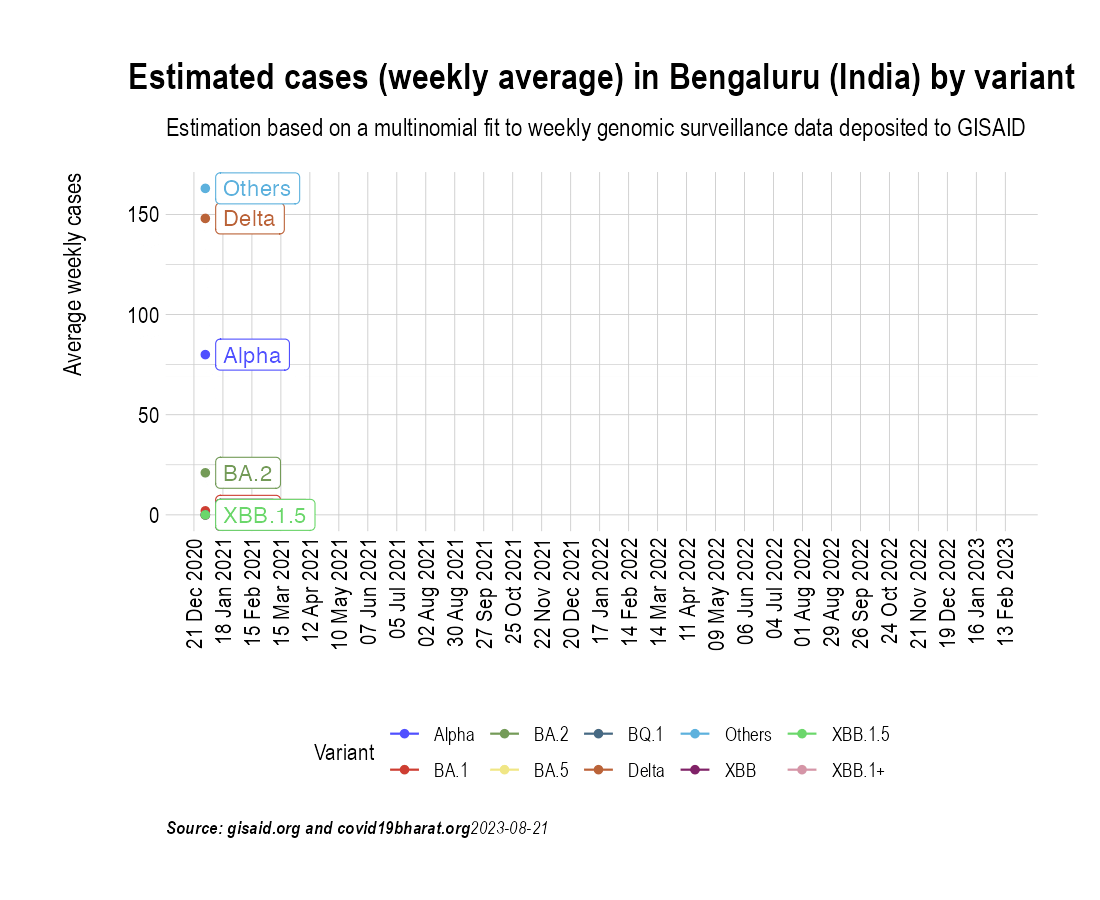 Estimated cases (weekly average) in Bengaluru (India) by variant
Estimation based on a multinomial fit to weekly genomic surveillance data deposited to GISAID
Average weekly cases
150
100
50
0
Others
Delta
Alpha
BA.2
XBB.1.5
21 Dec 2020
18 Jan 2021
15 Feb 2021
15 Mar 2021
12 Apr 2021
10 May 2021
07 Jun 2021
05 Jul 2021
02 Aug 2021
30 Aug 2021
27 Sep 2021
25 Oct 2021
22 Nov 2021
20 Dec 2021
17 Jan 2022
14 Feb 2022
14 Mar 2022
11 Apr 2022
09 May 2022
06 Jun 2022
04 Jul 2022
01 Aug 2022
29 Aug 2022
26 Sep 2022
24 Oct 2022
21 Nov 2022
19 Dec 2022
16 Jan 2023
13 Feb 2023
Variant
Alpha BA.2 BQ.1 Others XBB.1.5
BA.1 BA.5 Delta XBB XBB.1+
Source: gisaid.org and covid19bharat.org2023-08-21